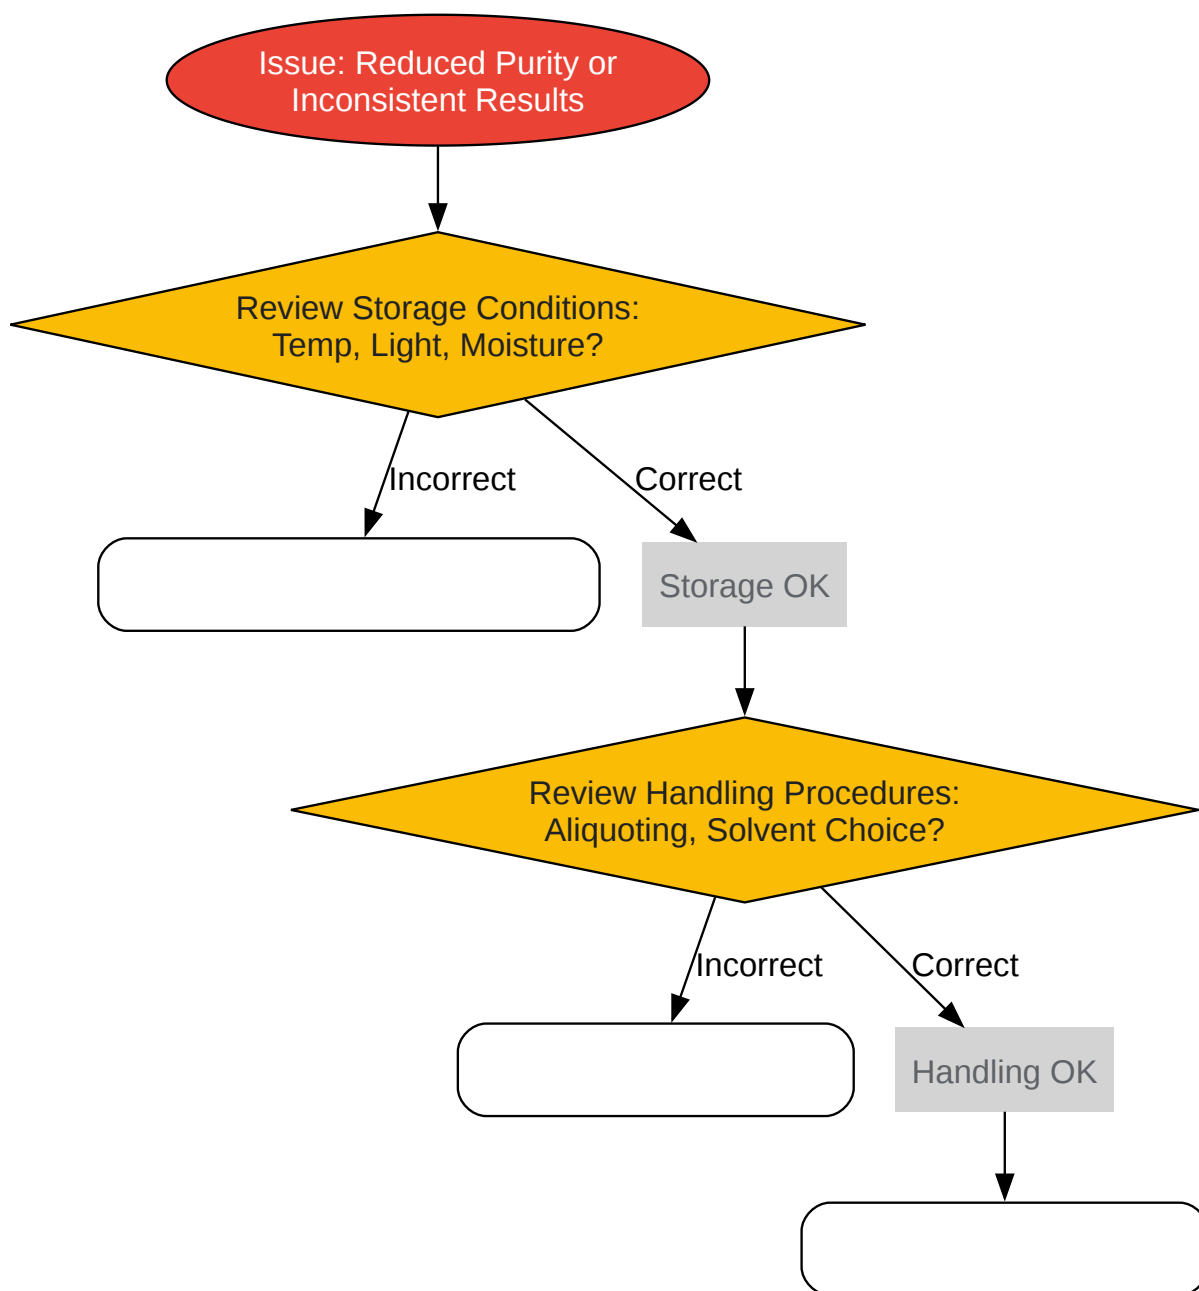 Issue: Reduced Purity or
Inconsistent Results
Review Storage Conditions:
Temp, Light, Moisture?
Incorrect
Correct
Storage OK
Review Handling Procedures:
Aliquoting, Solvent Choice?
Incorrect
Correct
Handling OK